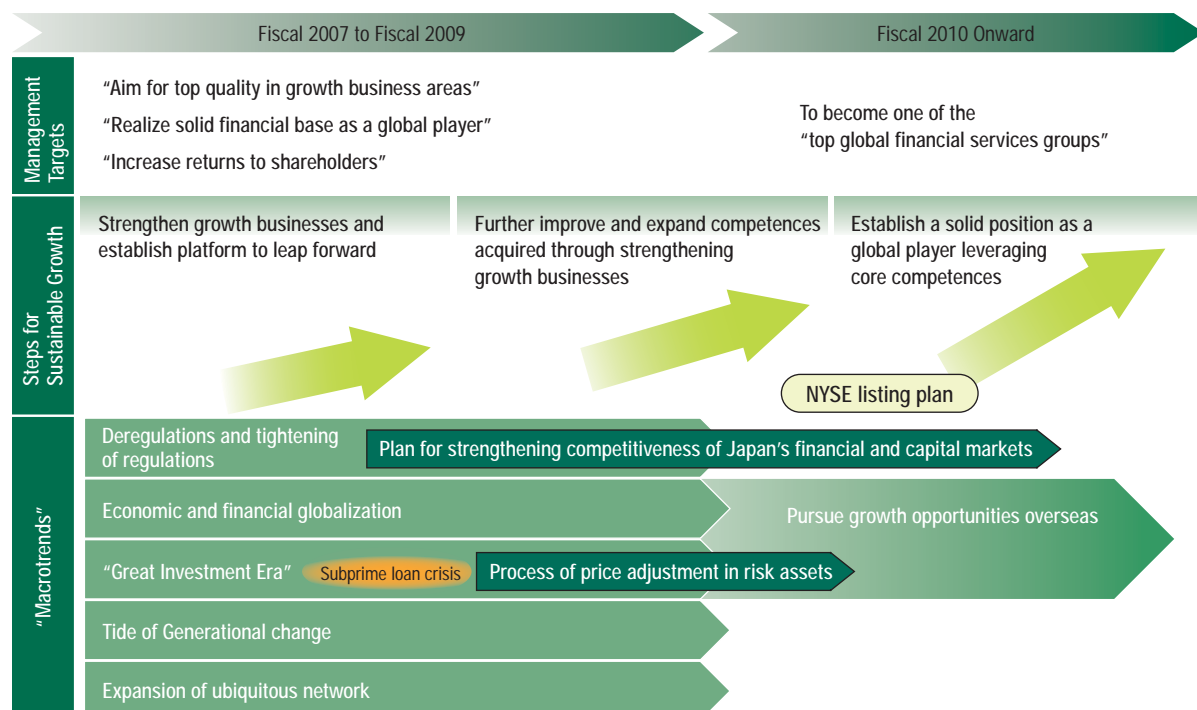 Fiscal 2007 to Fiscal 2009
Fiscal 2010 Onward
Management
Targets
“Aim for top quality in growth business areas”
“Realize solid financial base as a global player”
“Increase returns to shareholders”
To become one of the
“top global financial services groups”
Steps for
Sustainable Growth
Strengthen growth businesses and
establish platform to leap forward
Further improve and expand competences
acquired through strengthening
growth businesses
Establish a solid position as a
global player leveraging
core competences
NYSE listing plan
“Macrotrends”
Deregulations and tightening
of regulations
Plan for strengthening competitiveness of Japan’s financial and capital markets
Economic and financial globalization
Pursue growth opportunities overseas
“Great Investment Era”
Subprime loan crisis
Process of price adjustment in risk assets
Tide of Generational change
Expansion of ubiquitous network